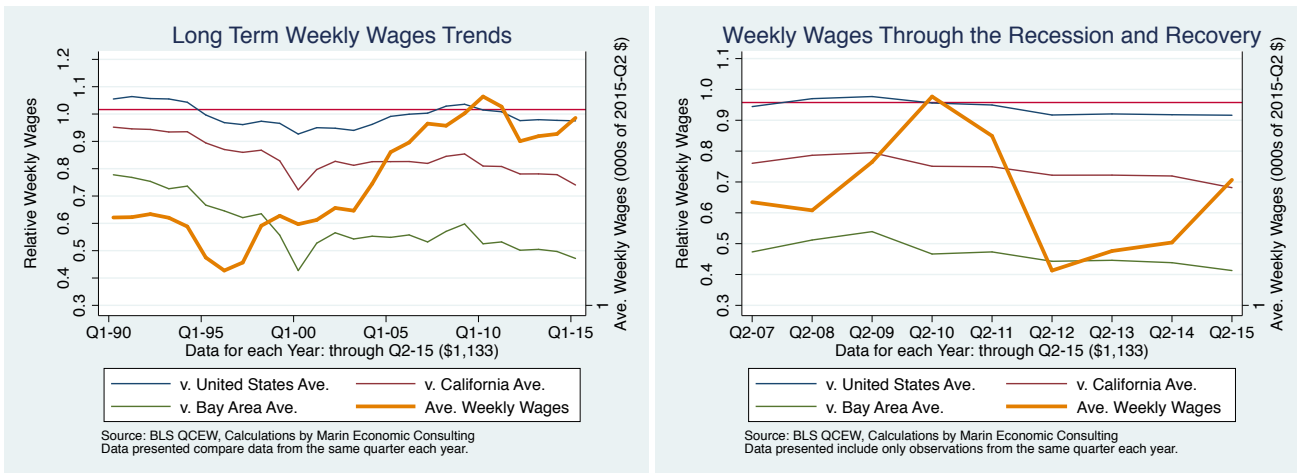 Long Term Weekly Wages Trends
Relative Weekly Wages
0.3 0.4 0.5 0.6 0.7 0.8 0.9 1.0 1.1 1.2
Ave. Weekly Wages (000s of 2015-Q2 $)
1
Q1-90 Q1-95 Q1-00 Q1-05 Q1-10 Q1-15
Data for each Year: through Q2-15 ($1,133)
v. United States Ave. v. California Ave.
v. Bay Area Ave. Ave. Weekly Wages
Source: BLS QCEW, Calculations by Marin Economic Consulting
Data presented compare data from the same quarter each year.
Weekly Wages Through the Recession and Recovery
Relative Weekly Wages
0.3 0.4 0.5 0.6 0.7 0.8 0.9 1.0 1.1
Ave. Weekly Wages (000s of 2015-Q2 $)
1
Q2-07 Q2-08 Q2-09 Q2-10 Q2-11 Q2-12 Q2-13 Q2-14 Q2-15
Data for each Year: through Q2-15 ($1,133)
v. United States Ave. v. California Ave.
v. Bay Area Ave. Ave. Weekly Wages
Source: BLS QCEW, Calculations by Marin Economic Consulting
Data presented include only observations from the same quarter each year.